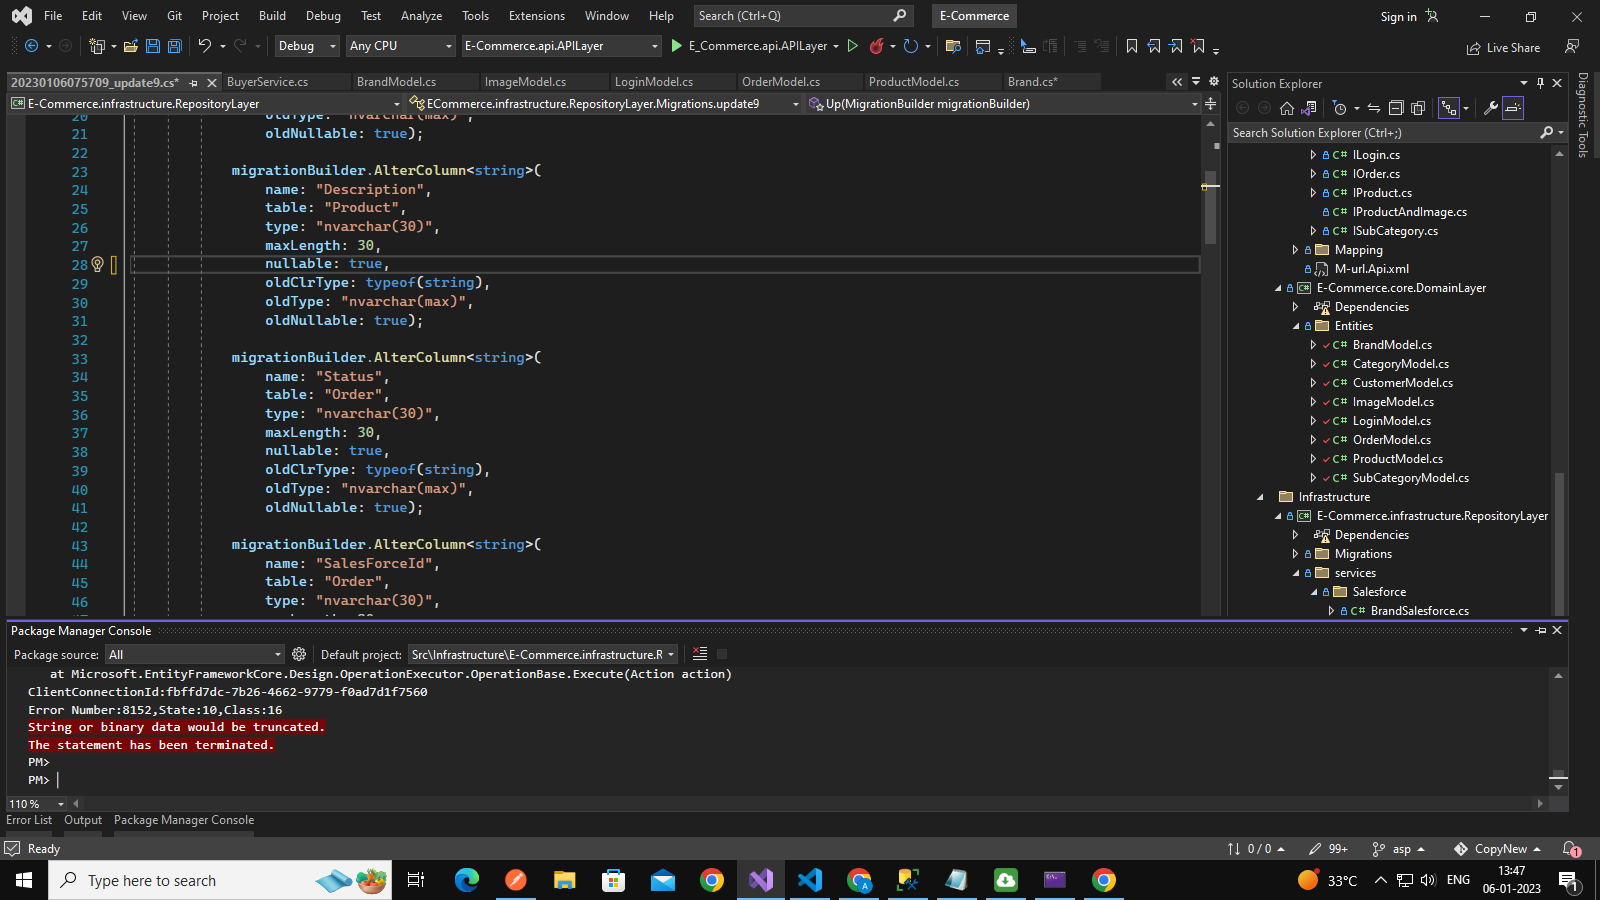 File Edit View Git Project Build Debug Test Analyze Tools Extensions Window Help Search (Ctrl+Q) E-Commerce Sign in
Debug Any CPU E-Commerce.api.APILayer E_Commerce.api.APILayer Live Share
20230106075709_update9.cs* BuyerService.cs BrandModel.cs ImageModel.cs LoginModel.cs OrderModel.cs ProductModel.cs Brand.cs*
E-Commerce.infrastructure.RepositoryLayer ECommerce.infrastructure.RepositoryLayer.Migrations.update9 Up(MigrationBuilder migrationBuilder)
20 oldType: "nvarchar(max)",
21 oldNullable: true);
22
23 migrationBuilder.AlterColumn<string>(
24 name: "Description",
25 table: "Product",
26 type: "nvarchar(30)",
27 maxLength: 30,
28 nullable: true,
29 oldClrType: typeof(string),
30 oldType: "nvarchar(max)",
31 oldNullable: true);
32
33 migrationBuilder.AlterColumn<string>(
34 name: "Status",
35 table: "Order",
36 type: "nvarchar(30)",
37 maxLength: 30,
38 nullable: true,
39 oldClrType: typeof(string),
40 oldType: "nvarchar(max)",
41 oldNullable: true);
42
43 migrationBuilder.AlterColumn<string>(
44 name: "SalesForceId",
45 table: "Order",
46 type: "nvarchar(30)",
Solution Explorer
Search Solution Explorer (Ctrl+;)
C# ILogin.cs
C# IOrder.cs
C# IProduct.cs
C# IProductAndImage.cs
C# ISubCategory.cs
Mapping
M-url.Api.xml
E-Commerce.core.DomainLayer
Dependencies
Entities
C# BrandModel.cs
C# CategoryModel.cs
C# CustomerModel.cs
C# ImageModel.cs
C# LoginModel.cs
C# OrderModel.cs
C# ProductModel.cs
C# SubCategoryModel.cs
Infrastructure
E-Commerce.infrastructure.RepositoryLayer
Dependencies
Migrations
services
Salesforce
C# BrandSalesforce.cs
Diagnostic Tools
Package Manager Console
Package source: All Default project: Src\Infrastructure\E-Commerce.infrastructure.R
at Microsoft.EntityFrameworkCore.Design.OperationExecutor.OperationBase.Execute(Action action)
ClientConnectionId:fbffd7dc-7b26-4662-9779-f0ad7d1f7560
Error Number:8152,State:10,Class:16
String or binary data would be truncated.
The statement has been terminated.
PM>
PM>
110 %
Error List Output Package Manager Console
Ready 0 / 0 99+ asp CopyNew 1
Type here to search 33°C ENG 13:47
06-01-2023 1